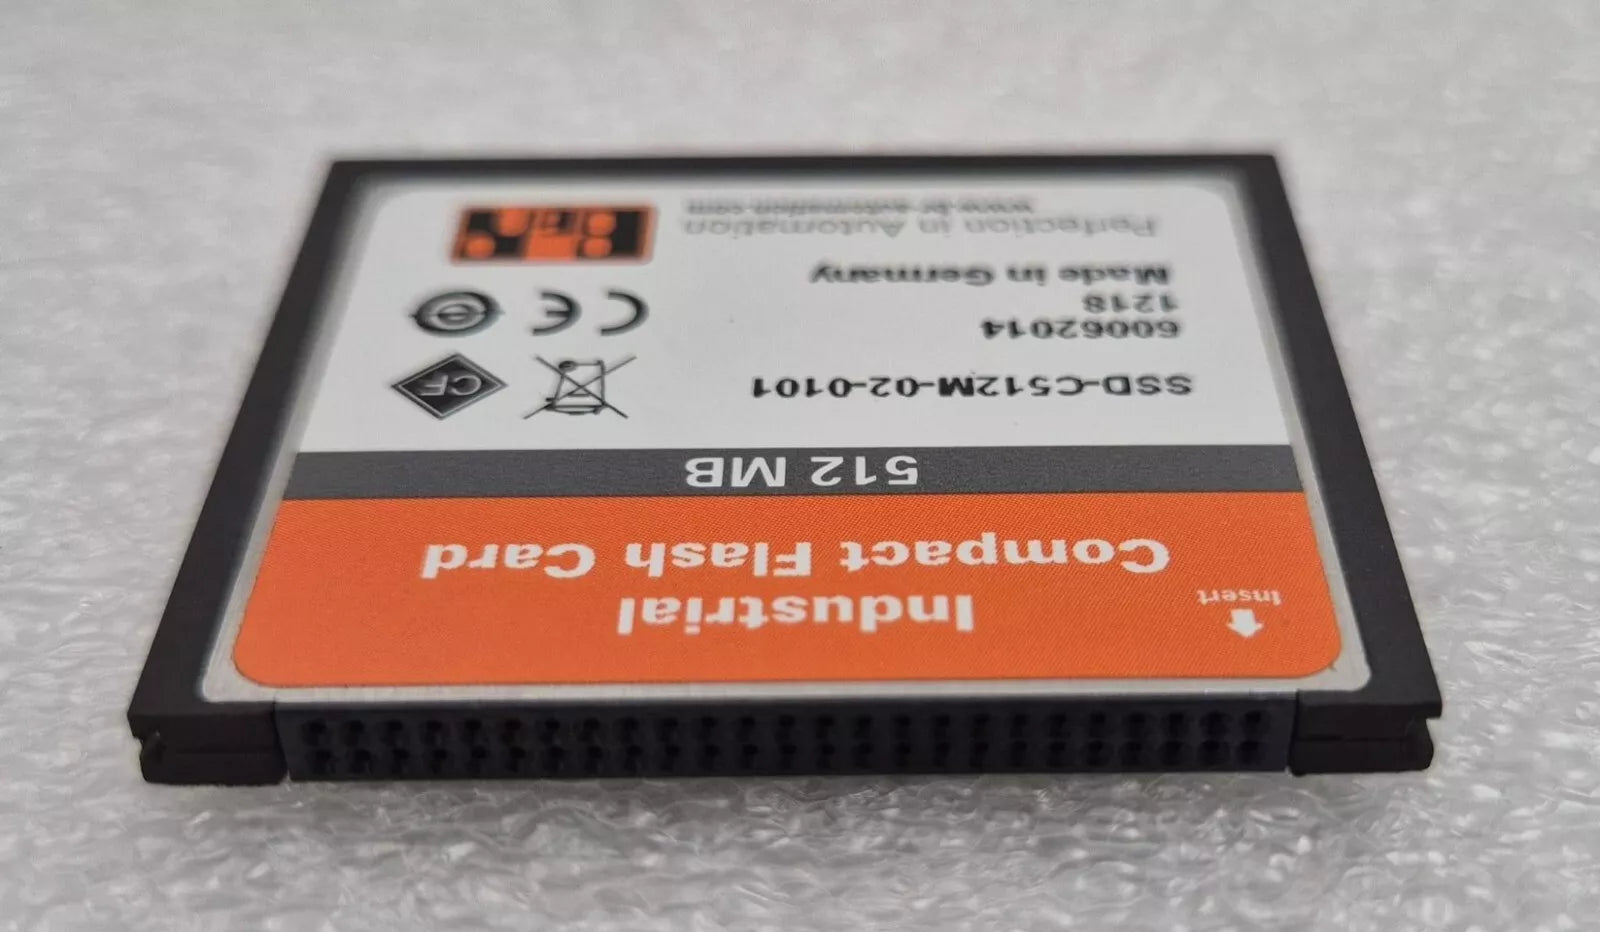 Insert
Industrial
Compact Flash Card
512 MB
SSD-C512M-02-0101
CF
60062014
1218
CE
e
Made in Germany
Perfection in Automation
www.br-automation.com
B&R